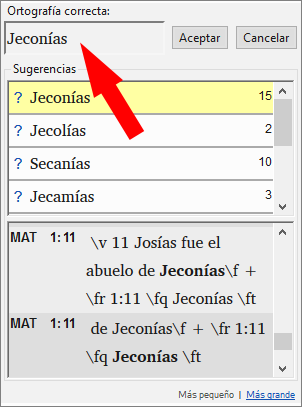 Ortografía correcta:
Jeconías Aceptar Cancelar
Sugerencias
? Jeconías 15
? Jecolías 2
? Secanías 10
? Jecamías 3
MAT 1:11 \v 11 Josías fue el
abuelo de Jeconías\f +
\fr 1:11 \fq Jeconías \ft
MAT 1:11 de Jeconías\f + \fr 1:11
\fq Jeconías \ft
Más pequeño | Más grande